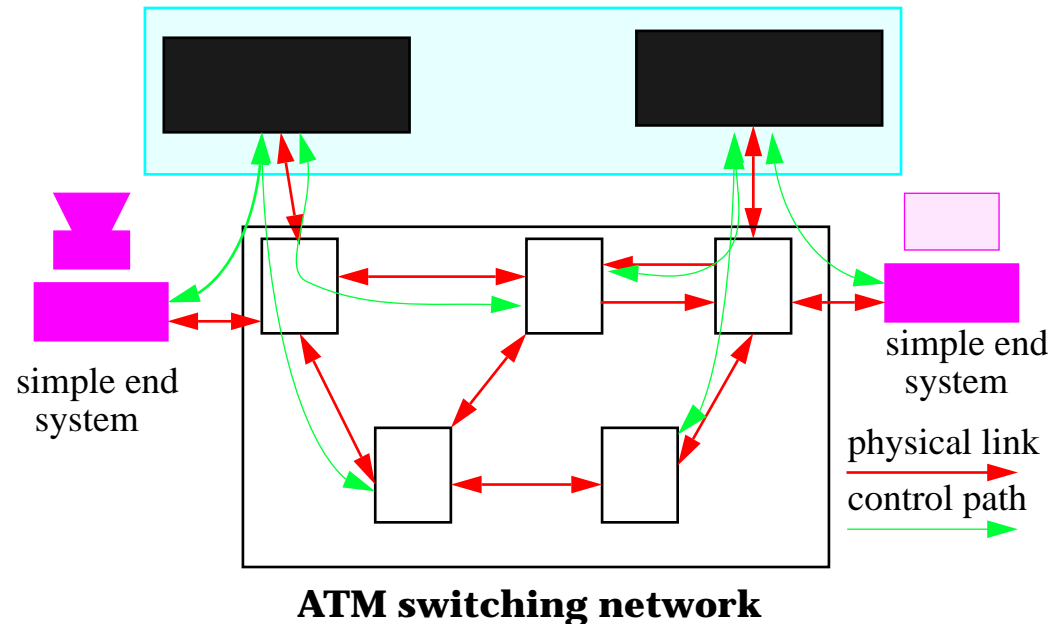 simple end
system
simple end
system
physical link
control path
ATM switching network